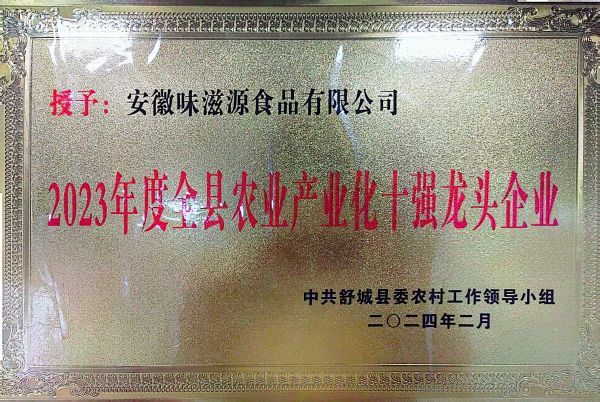 授予：安徽味滋源食品有限公司
2023年度全县农业产业化十强龙头企业
中共舒城县委农村工作领导小组
二〇二四年二月